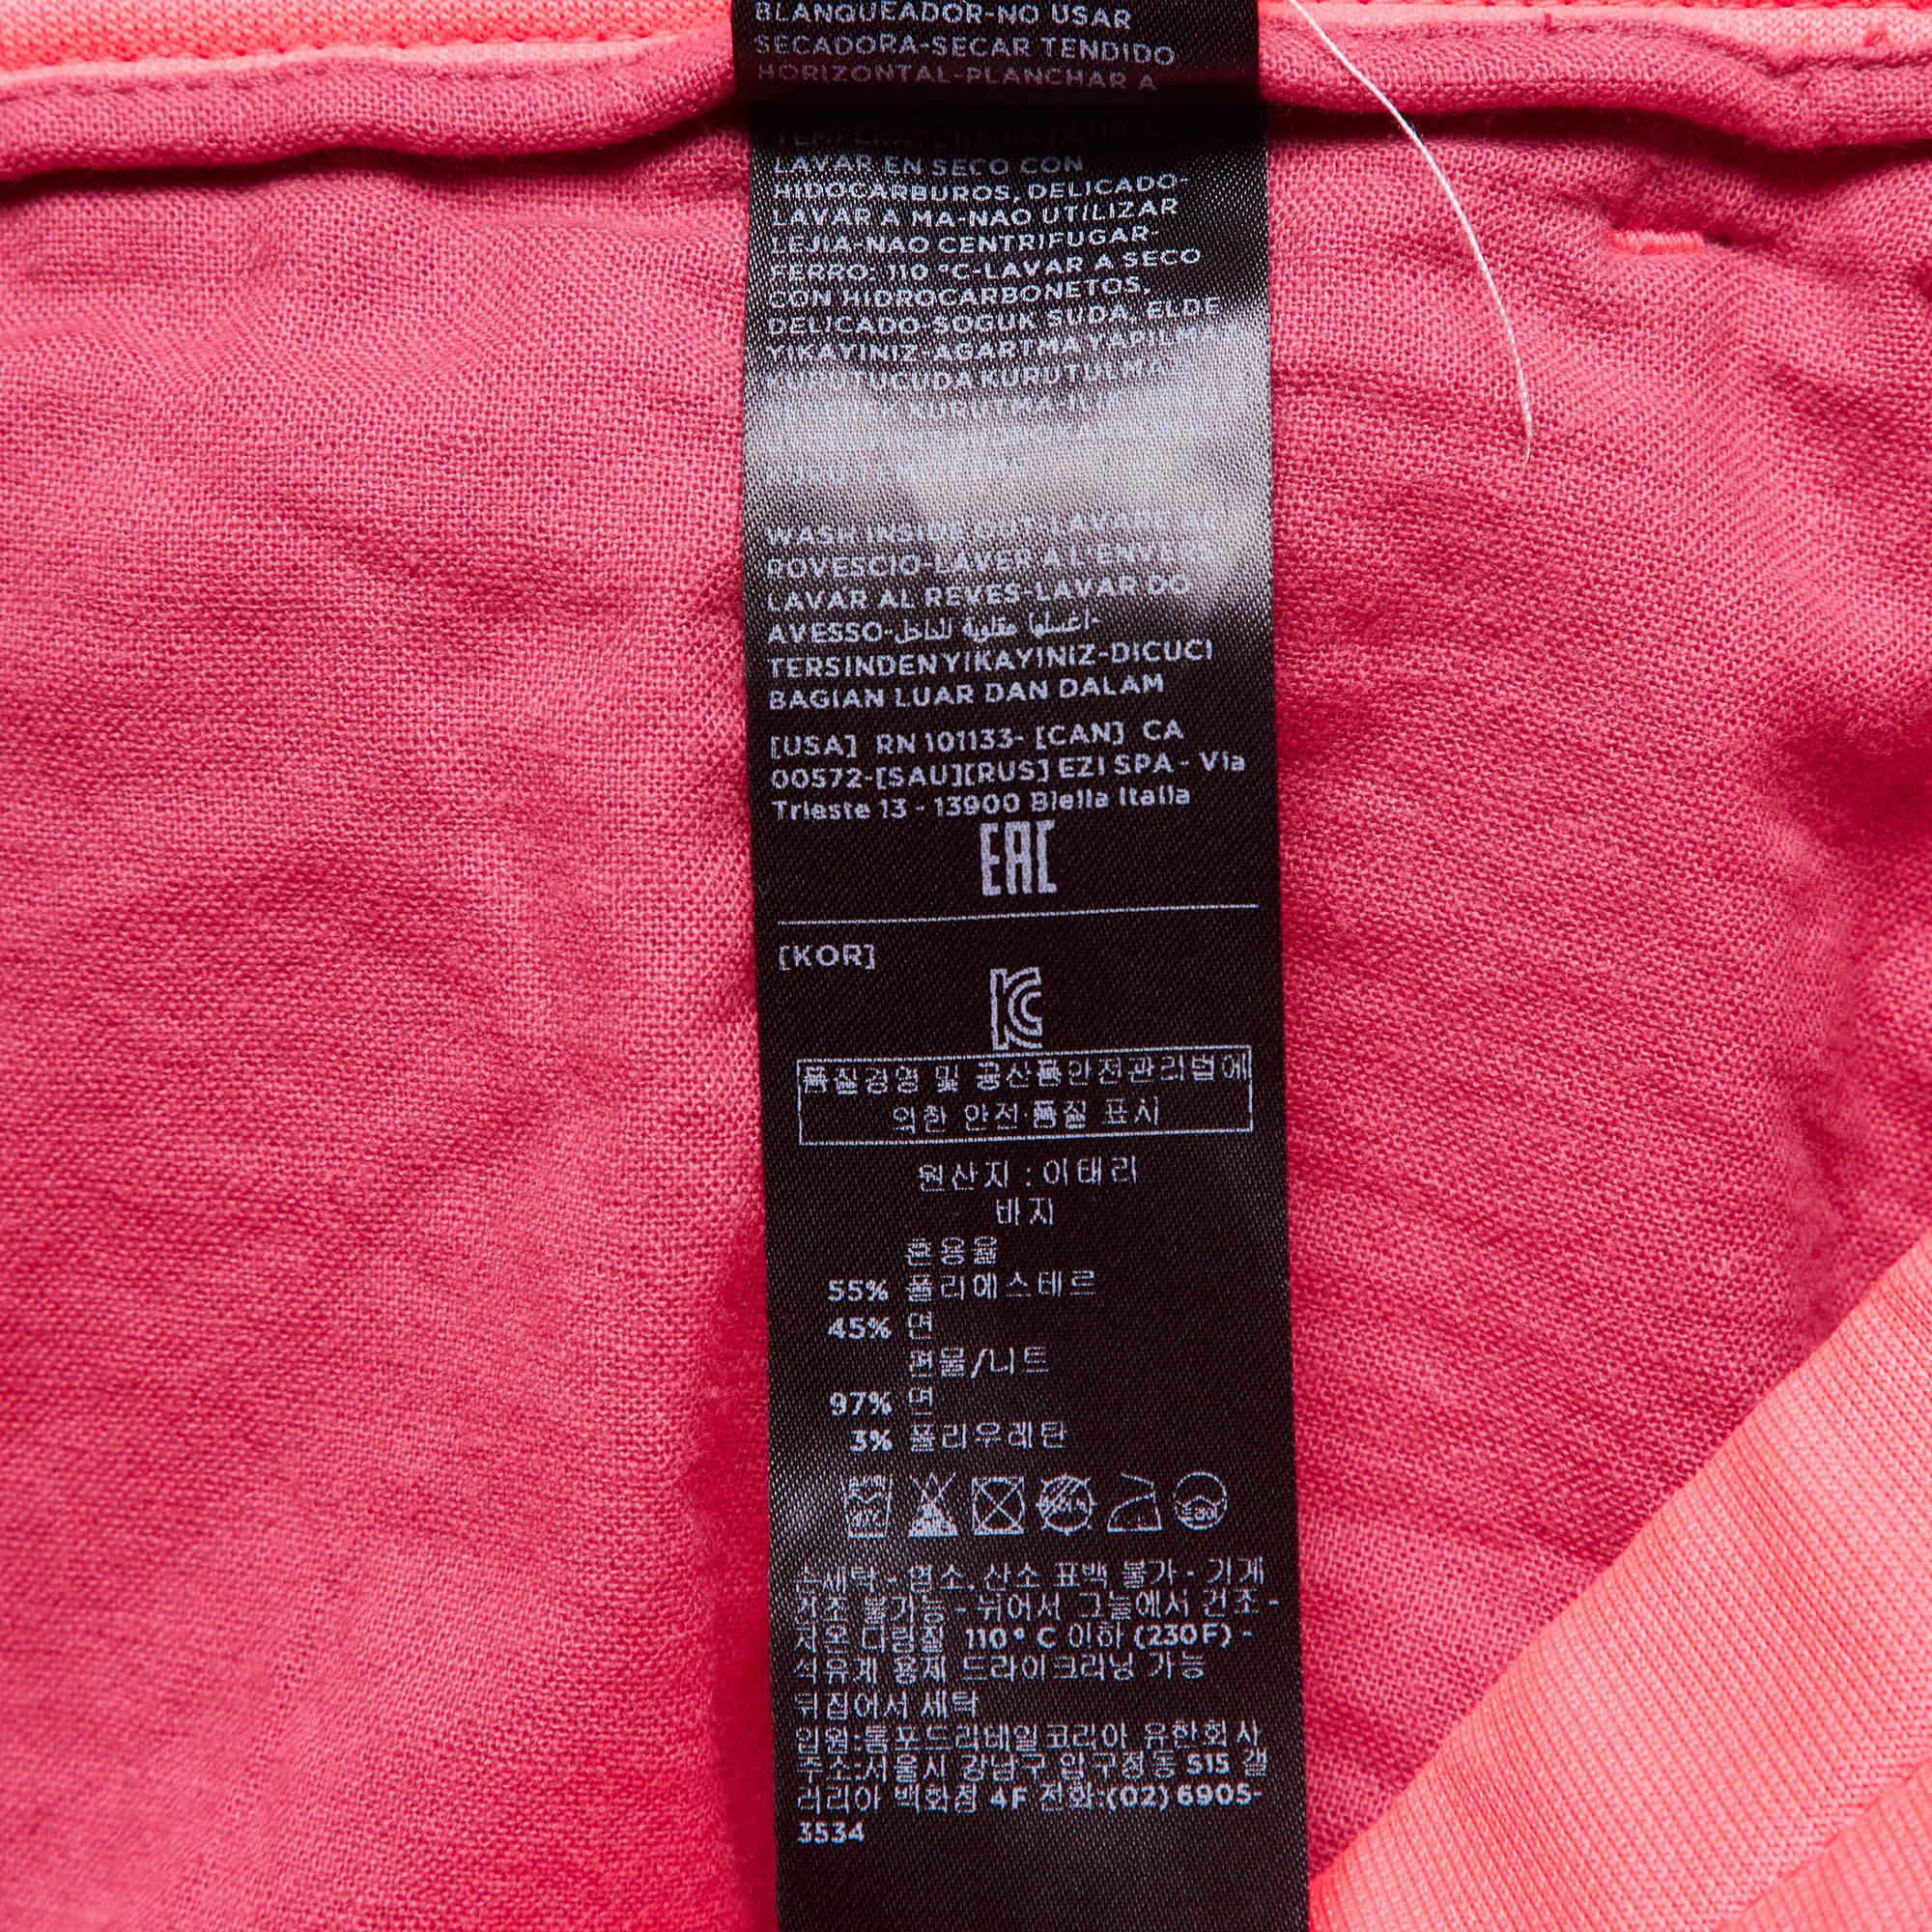 BLANQUEADOR-NO USAR
SECADORA-SECAR TENDIDO
HORIZONTAL-PLANCHAR A
TEMPERATURA BAJA 110°C
LAVAR EN SECO CON
HIDOCARBUROS, DELICADO-
LAVAR A MA-NAO UTILIZAR
LEJIA-NAO CENTRIFUGAR-
FERRO: 110 °C-LAVAR A SECO
CON HIDROCARBONETOS,
DELICADO-SOGUK SUDA, ELDE
YIKAYINIZ-AGARTMA
KURUTUCUDA
WASH INSIDE OUT-LAVARE
ROVESCIO-LAVER AL'ENVERS
LAVAR AL REVES-LAVAR DO
AVESSO-اغسلها مقلوبة للداخل-
TERSINDEN YIKAYINIZ-DICUCI
BAGIAN LUAR DAN DALAM
[USA] RN 101133- [CAN] CA
00572-[SAU][RUS] EZI SPA - Via
Trieste 13 - 13900 Biella Italia
EAC
[KOR]
KC
품질경영 및 공산품안전관리법에
의한 안전·품질 표시
원산지 : 이태리
바지
혼용율
55% 폴리에스테르
45% 면
편물/니트
97% 면
3% 폴리우레탄
손세탁 - 염소, 산소 표백 불가 - 기계
건조 불가능 - 뉘어서 그늘에서 건조 -
저온 다림질 110° C 이하 (230F) -
석유계 용제 드라이크리닝 가능
뒤집어서 세탁
수입원:톰포드리테일코리아 유한회사
주소:서울시 강남구 압구정동 515 갤
러리아 백화점 4F 전화:(02) 6905-
3534